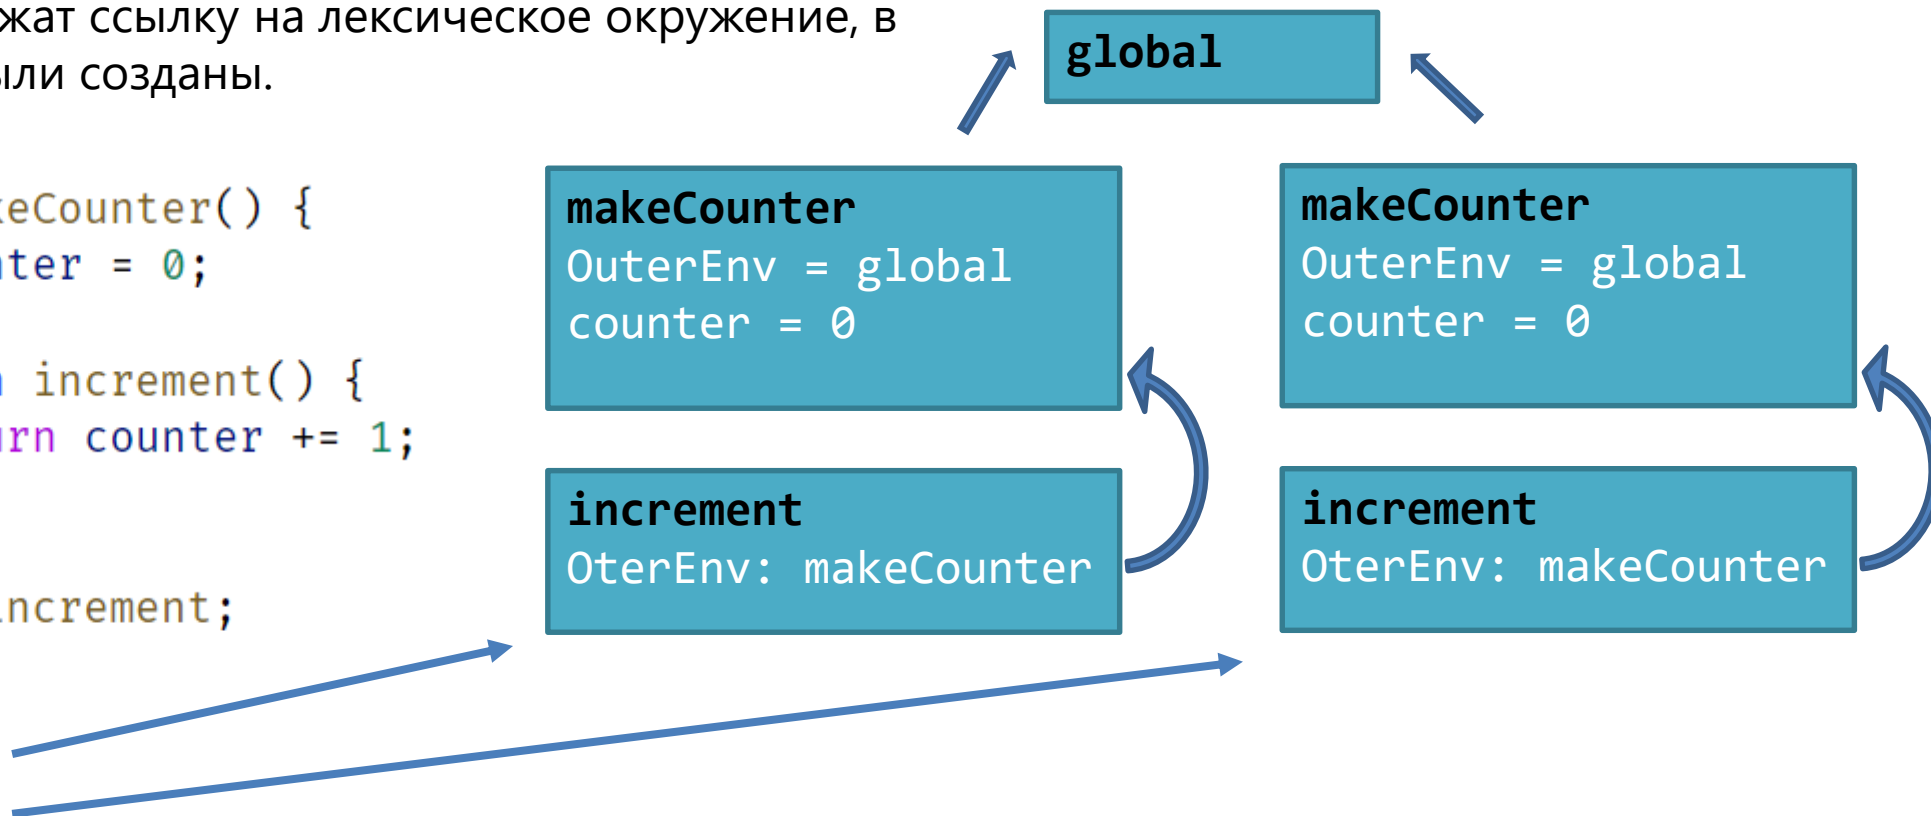 жат ссылку на лексическое окружение, в
ыли созданы.
eCounter() {
ter = 0;
increment() {
rn counter += 1;
ncrement;
global
makeCounter
OuterEnv = global
counter = 0
increment
OterEnv: makeCounter
makeCounter
OuterEnv = global
counter = 0
increment
OterEnv: makeCounter